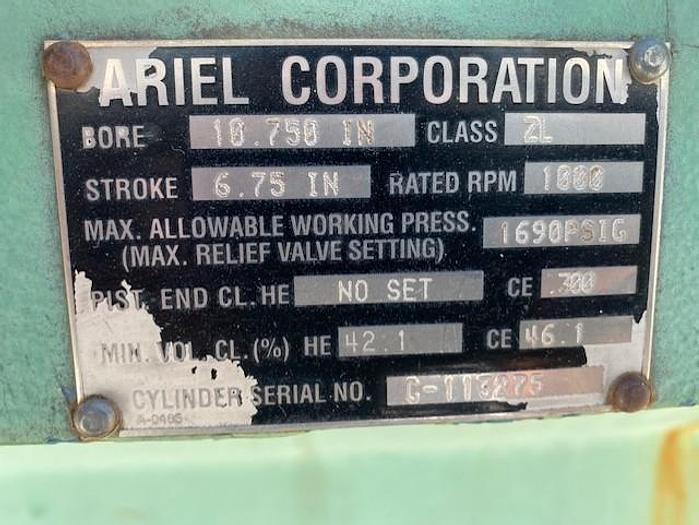 ARIEL CORPORATION
BORE 10.750 IN CLASS 2L
STROKE 6.75 IN RATED RPM 1000
MAX. ALLOWABLE WORKING PRESS. 1690PSIG
(MAX. RELIEF VALVE SETTING)
PIST. END CL. HE NO SET CE .300
MIN. VOL. CL. (%) HE 42.1 CE 46.1
CYLINDER SERIAL NO. C-113275